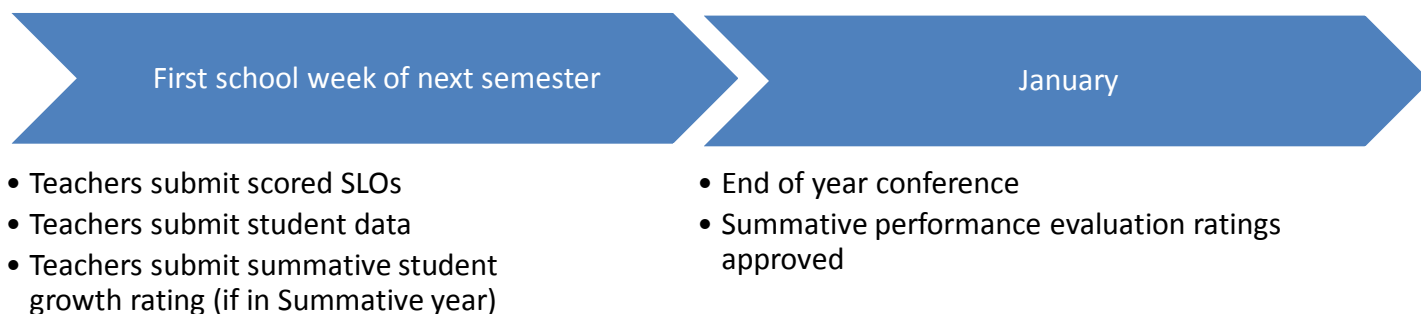 First school week of next semester
January
• Teachers submit scored SLOs
• Teachers submit student data
• Teachers submit summative student
growth rating (if in Summative year)
• End of year conference
• Summative performance evaluation ratings
approved